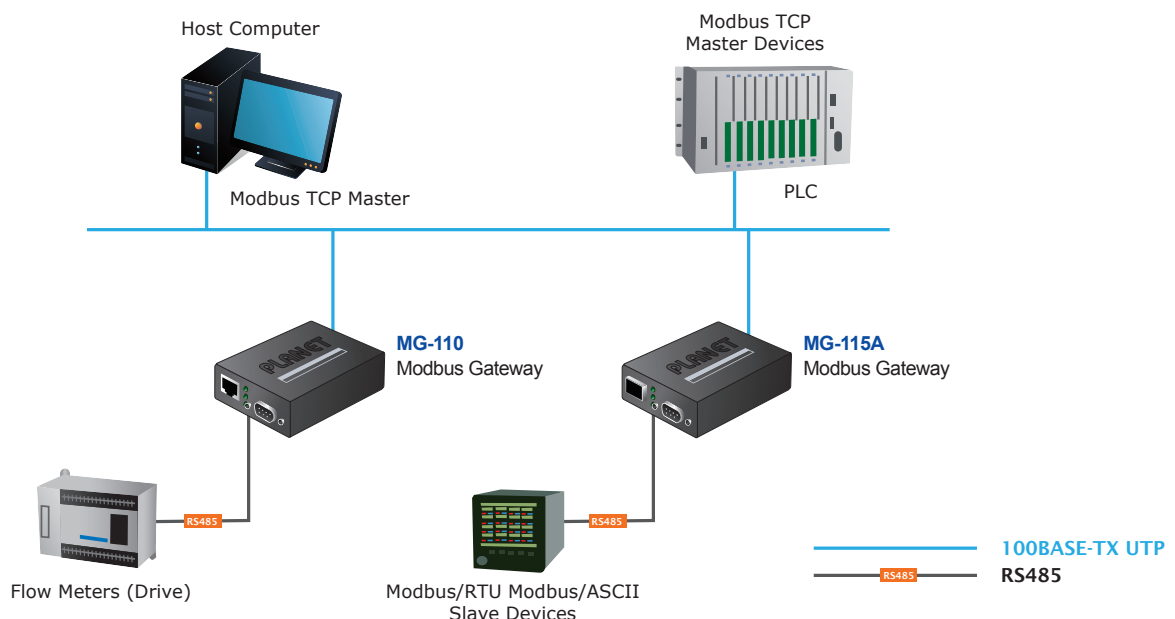 Host Computer
Modbus TCP
Master Devices
Modbus TCP Master
PLC
PLANET
MG-110
Modbus Gateway
PLANET
MG-115A
Modbus Gateway
RS485
RS485
Flow Meters (Drive)
Modbus/RTU Modbus/ASCII
Slave Devices
100BASE-TX UTP
RS485
RS485